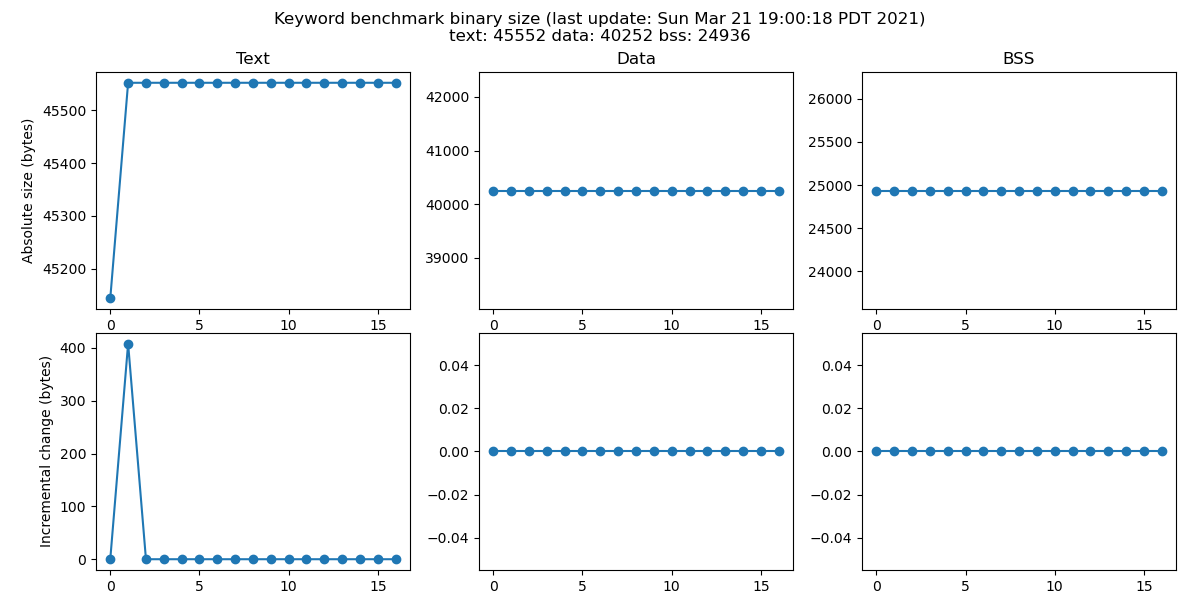 Keyword benchmark binary size (last update: Sun Mar 21 19:00:18 PDT 2021)
text: 45552 data: 40252 bss: 24936
Text
Data
BSS
Absolute size (bytes)
45500
45400
45300
45200
0 5 10 15
42000
41000
40000
39000
0 5 10 15
26000
25500
25000
24500
24000
0 5 10 15
Incremental change (bytes)
400
300
200
100
0
0 5 10 15
0.04
0.02
0.00
−0.02
−0.04
0 5 10 15
0.04
0.02
0.00
−0.02
−0.04
0 5 10 15